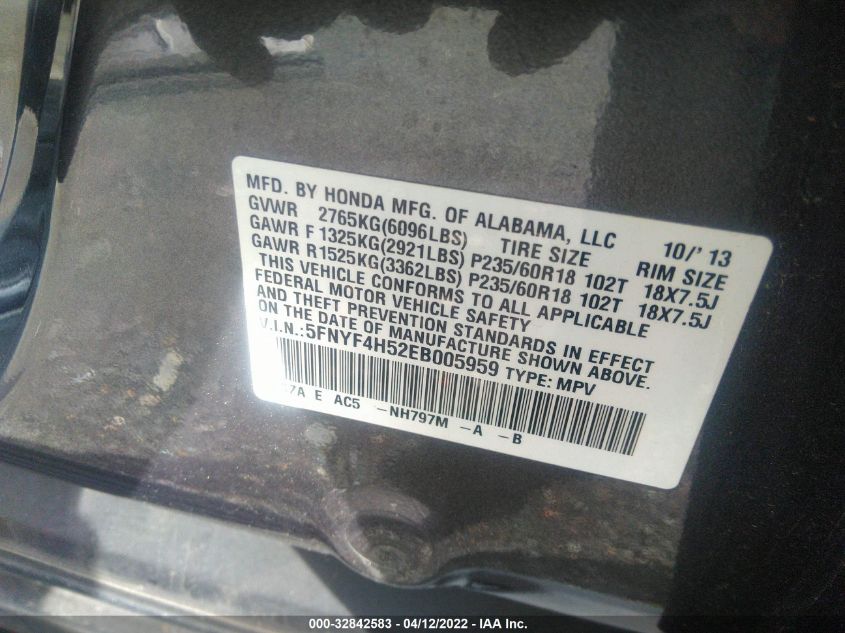 MFD. BY HONDA MFG. OF ALABAMA, LLC 10/' 13
GVWR 2765KG(6096LBS) TIRE SIZE RIM SIZE
GAWR F 1325KG(2921LBS) P235/60R18 102T 18X7.5J
GAWR R 1525KG(3362LBS) P235/60R18 102T 18X7.5J
THIS VEHICLE CONFORMS TO ALL APPLICABLE
FEDERAL MOTOR VEHICLE SAFETY
AND THEFT PREVENTION STANDARDS IN EFFECT
ON THE DATE OF MANUFACTURE SHOWN ABOVE.
V.I.N.:5FNYF4H52EB005959 TYPE: MPV
7A E AC5 -NH797M -A -B
000-32842583 - 04/12/2022 - IAA Inc.